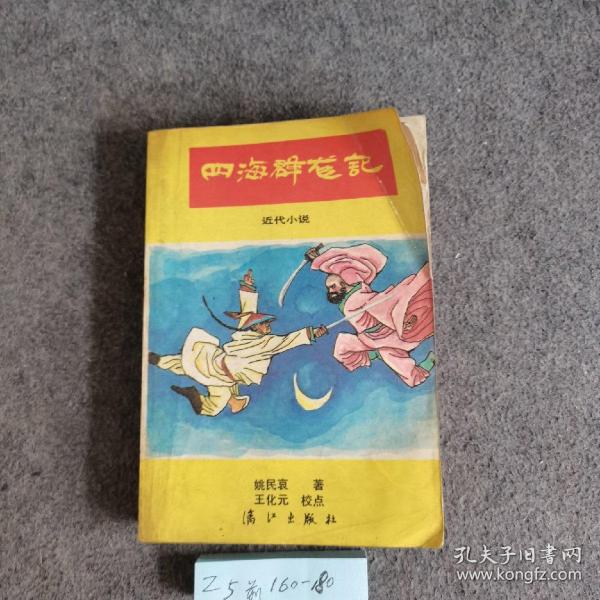 四海群龙記
近代小说
姚民哀 著
王化元 校点
漓江出版社
Z5前160-180
孔夫子旧书网
www.kongfz.com